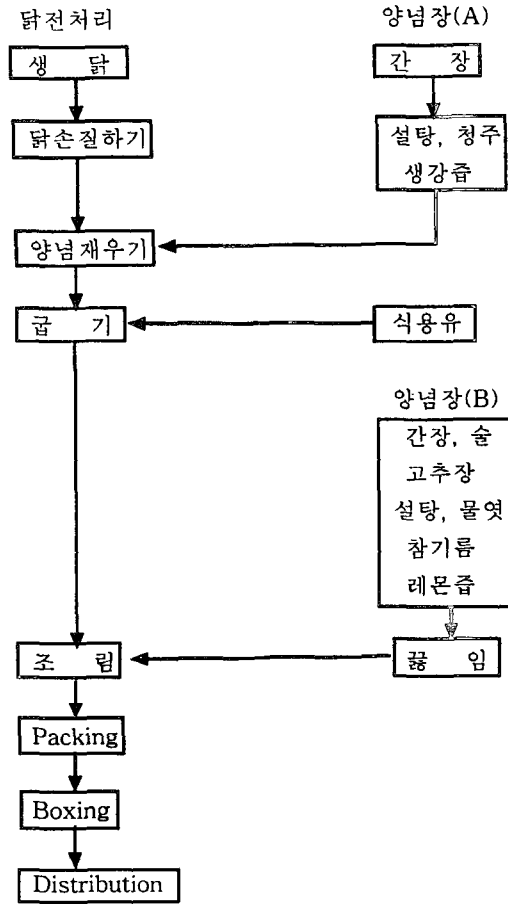 닭전처리
생 닭
닭손질하기
양념재우기
굽 기
조 림
Packing
Boxing
Distribution
양념장(A)
간 장
설탕, 청주
생강즙
식용유
양념장(B)
간장, 술
고추장
설탕, 물엿
참기름
레몬즙
끓 임